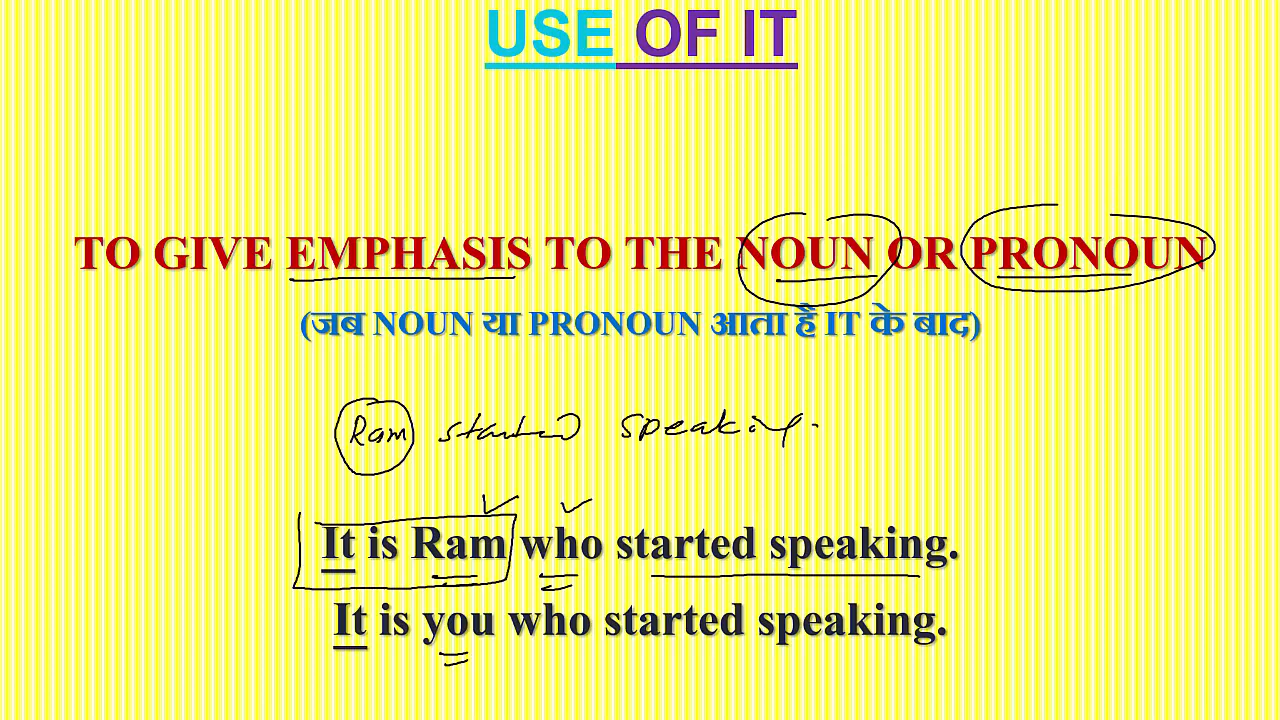 USE OF IT
TO GIVE EMPHASIS TO THE NOUN OR PRONOUN
(जब NOUN या PRONOUN आता है IT के बाद)
Ram started speaking.
It is Ram who started speaking.
It is you who started speaking.